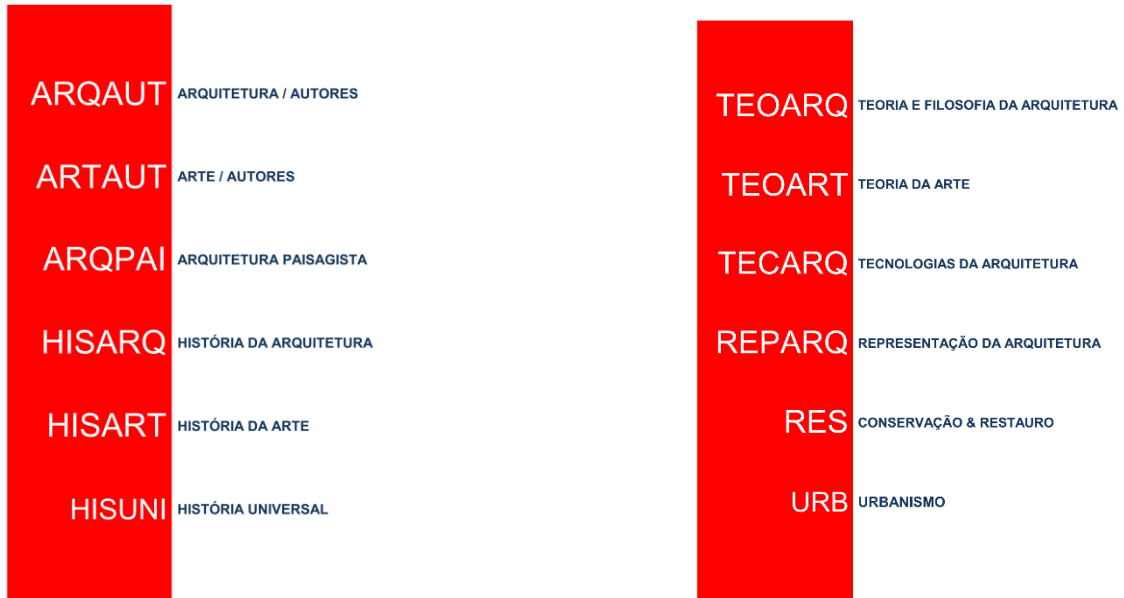 ARQAUT ARQUITETURA / AUTORES
ARTAUT ARTE / AUTORES
ARQPAI ARQUITETURA PAISAGISTA
HISARQ HISTÓRIA DA ARQUITETURA
HISART HISTÓRIA DA ARTE
HISUNI HISTÓRIA UNIVERSAL
TEOARQ TEORIA E FILOSOFIA DA ARQUITETURA
TEOART TEORIA DA ARTE
TECARQ TECNOLOGIAS DA ARQUITETURA
REPARQ REPRESENTAÇÃO DA ARQUITETURA
RES CONSERVAÇÃO & RESTAURO
URB URBANISMO